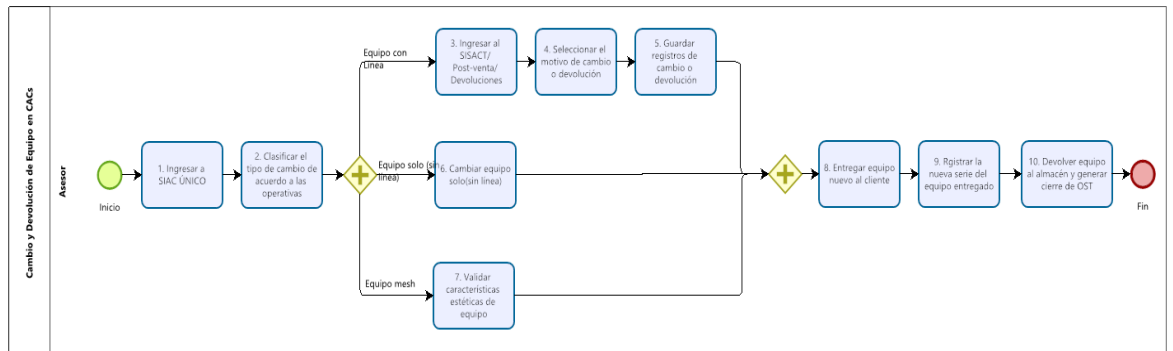 Cambio y Devolución de Equipo en CACs
Asesor
Inicio
1. Ingresar a
SIAC ÚNICO
2. Clasificar el
tipo de cambio de
acuerdo a las
operativas
Equipo con
Línea
3. Ingresar al
SISACT/
Post-venta/
Devoluciones
4. Seleccionar el
motivo de cambio
o devolución
5. Guardar
registros de
cambio o
devolución
Equipo solo (sin
línea)
6. Cambiar equipo
solo(sin línea)
Equipo mesh
7. Validar
características
estéticas de
equipo
8. Entregar equipo
nuevo al cliente
9. Rgistrar la
nueva serie del
equipo entregado
10. Devolver equipo
al almacén y generar
cierre de OST
Fin